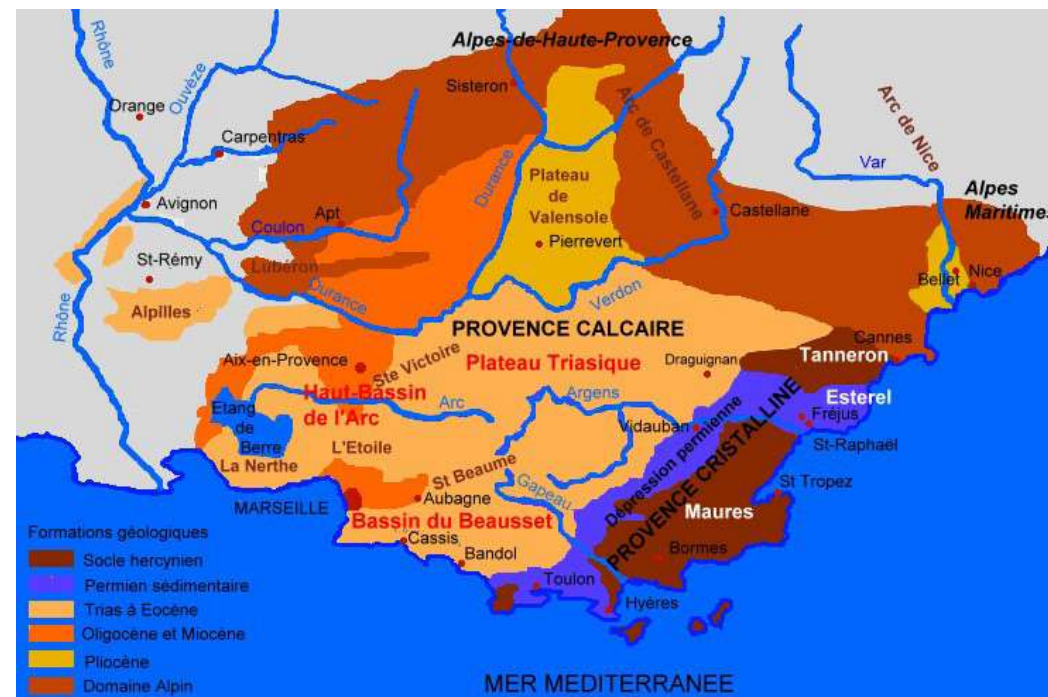 Rhône
Ouvèze
Orange
Carpentras
Avignon
Alpes-de-Haute-Provence
Sisteron
Arc de Castellane
Arc de Nice
Var
Alpes
Maritimes
Durance
Plateau
de
Valensole
Pierrevert
Castellane
Apt
Coulon
Lubéron
St-Rémy
Alpilles
Rhône
Durance
Verdon
Bellet
Nice
PROVENCE CALCAIRE
Cannes
Aix-en-Provence
Ste Victoire
Plateau Triasique
Draguignan
Tanneron
Haut-Bassin
de l'Arc
Arc
Argens
Esterel
Etang
de
Berre
Vidauban
Dépression permienne
PROVENCE CRISTALLINE
Fréjus
St-Raphaël
La Nerthe
L'Etoile
St Beaume
Gapeau
St Tropez
MARSEILLE
Aubagne
Maures
Bassin du Beausset
Cassis
Bandol
Bormes
Toulon
Hyères
Formations géologiques
Socle hercynien
Permien sédimentaire
Trias à Eocène
Oligocène et Miocène
Pliocène
Domaine Alpin
MER MEDITERRANEE